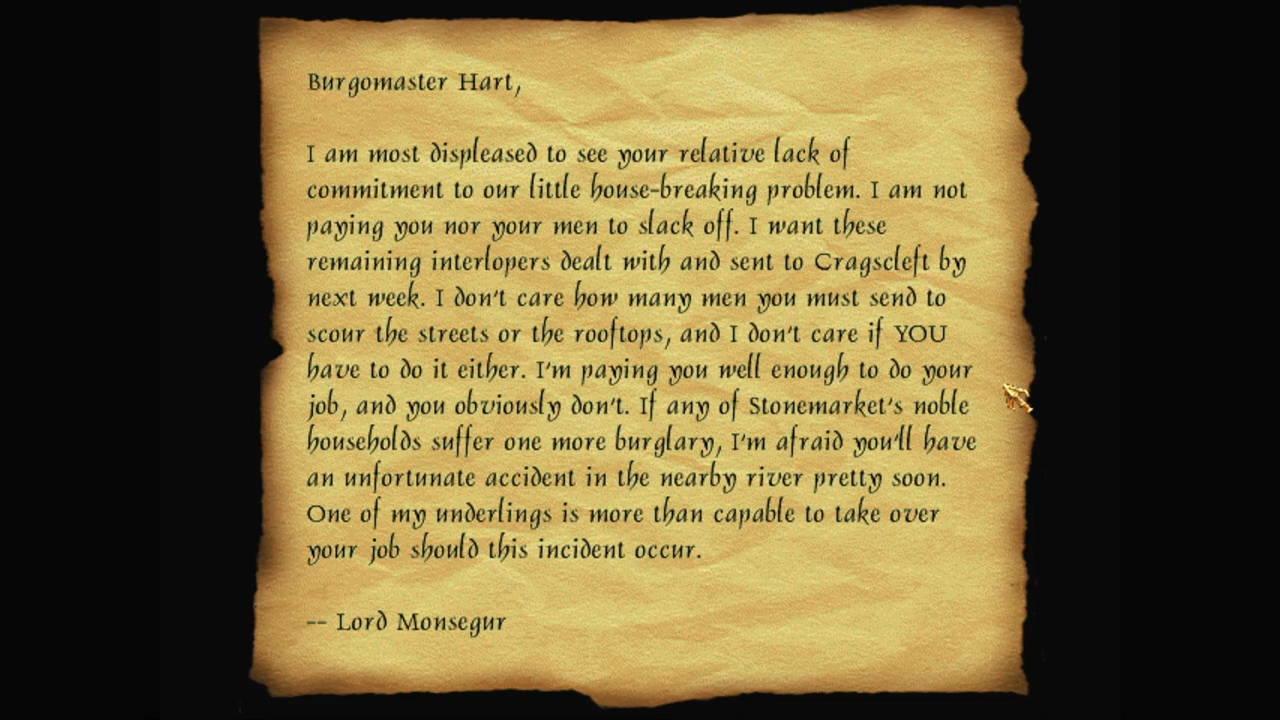 Burgomaster Hart,
I am most displeased to see your relative lack of
commitment to our little house-breaking problem. I am not
paying you nor your men to slack off. I want these
remaining interlopers dealt with and sent to Cragscleft by
next week. I don't care how many men you must send to
scour the streets or the rooftops, and I don't care if YOU
have to do it either. I'm paying you well enough to do your
job, and you obviously don't. If any of Stonemarket's noble
households suffer one more burglary, I'm afraid you'll have
an unfortunate accident in the nearby river pretty soon.
One of my underlings is more than capable to take over
your job should this incident occur.
-- Lord Monsegur